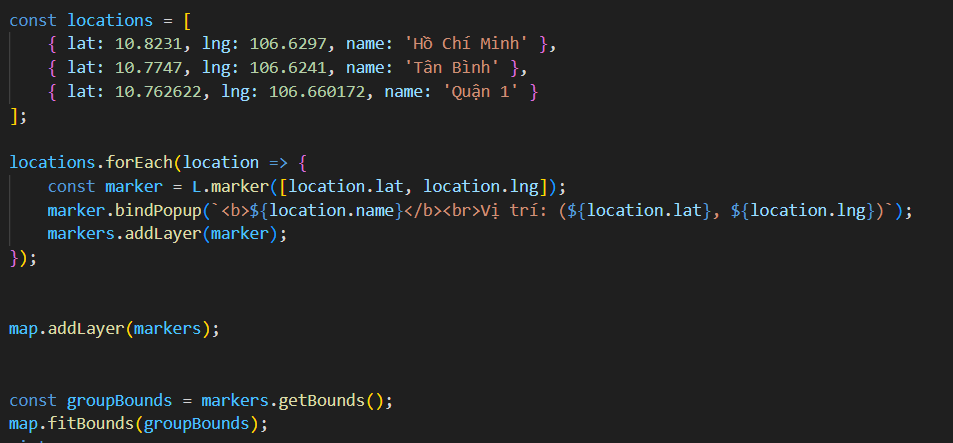 const locations = [
    { lat: 10.8231, lng: 106.6297, name: 'Hồ Chí Minh' },
    { lat: 10.7747, lng: 106.6241, name: 'Tân Bình' },
    { lat: 10.762622, lng: 106.660172, name: 'Quận 1' }
];
locations.forEach(location => {
    const marker = L.marker([location.lat, location.lng]);
    marker.bindPopup(`<b>${location.name}</b><br>Vị trí: (${location.lat}, ${location.lng})`);
    markers.addLayer(marker);
});
map.addLayer(markers);
const groupBounds = markers.getBounds();
map.fitBounds(groupBounds);